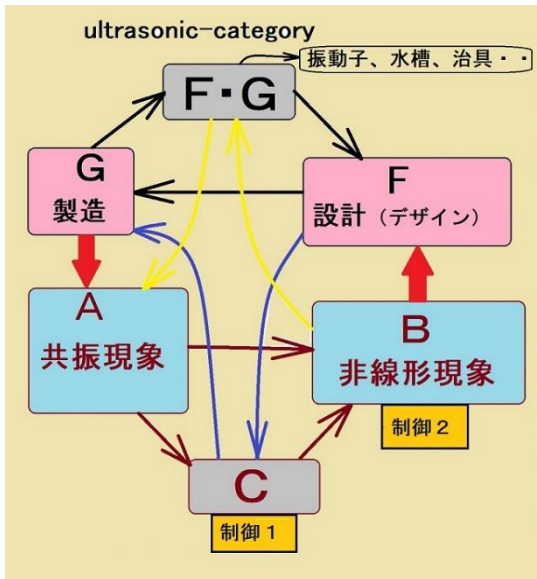 ultrasonic-category
振動子、水槽、治具・・
F・G
G
製造
F
設計（デザイン）
A
共振現象
B
非線形現象
制御２
C
制御１